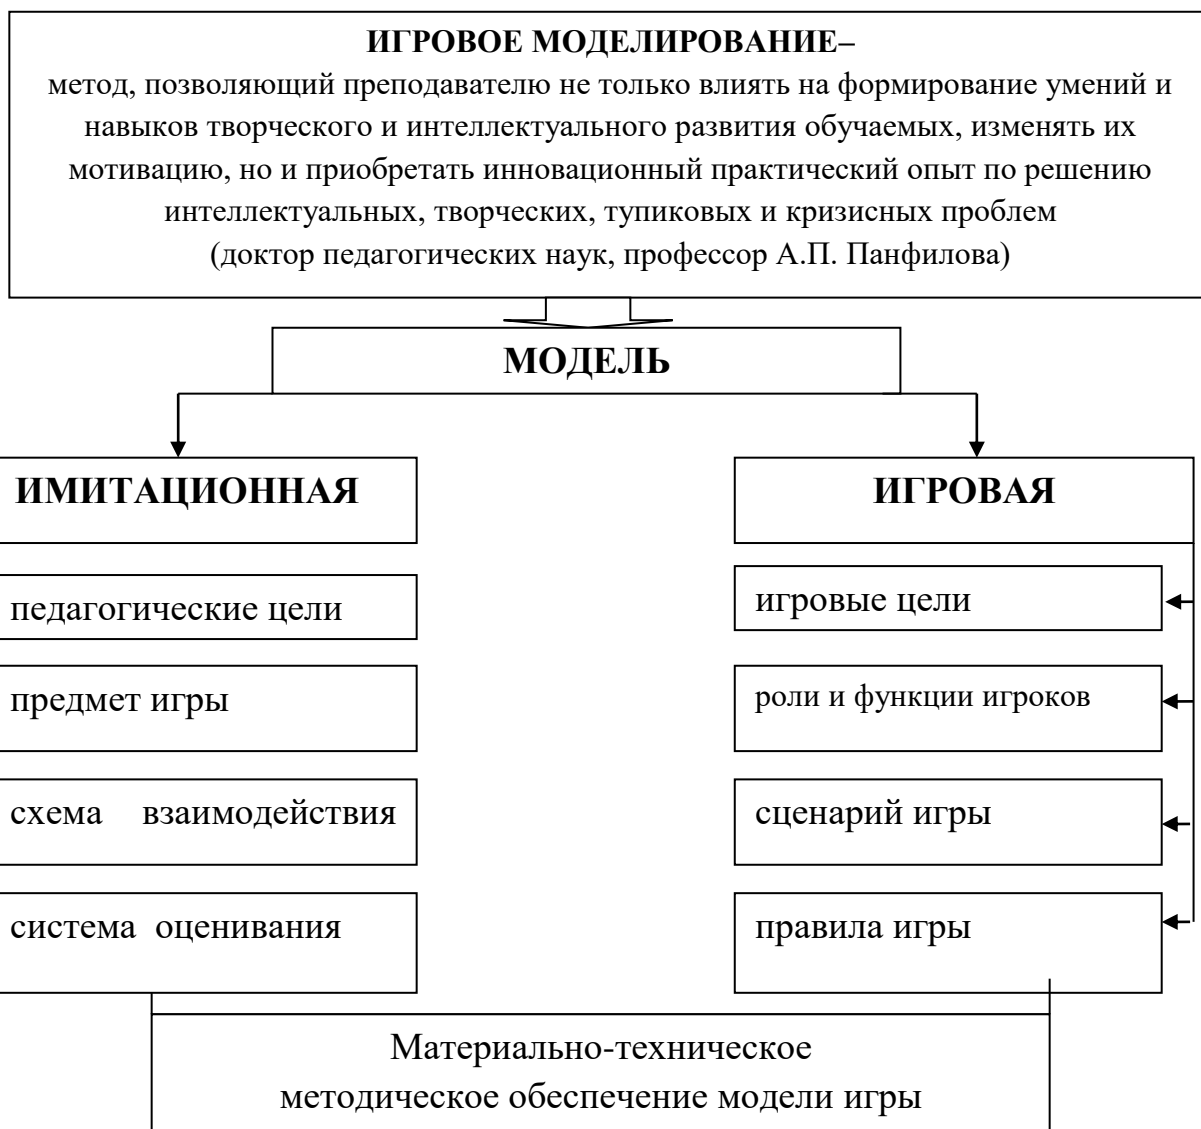 ИГРОВОЕ МОДЕЛИРОВАНИЕ–
метод, позволяющий преподавателю не только влиять на формирование умений и
навыков творческого и интеллектуального развития обучаемых, изменять их
мотивацию, но и приобретать инновационный практический опыт по решению
интеллектуальных, творческих, тупиковых и кризисных проблем
(доктор педагогических наук, профессор А.П. Панфилова)
МОДЕЛЬ
ИМИТАЦИОННАЯ
педагогические цели
предмет игры
схема взаимодействия
система оценивания
ИГРОВАЯ
игровые цели
роли и функции игроков
сценарий игры
правила игры
Материально-техническое
методическое обеспечение модели игры